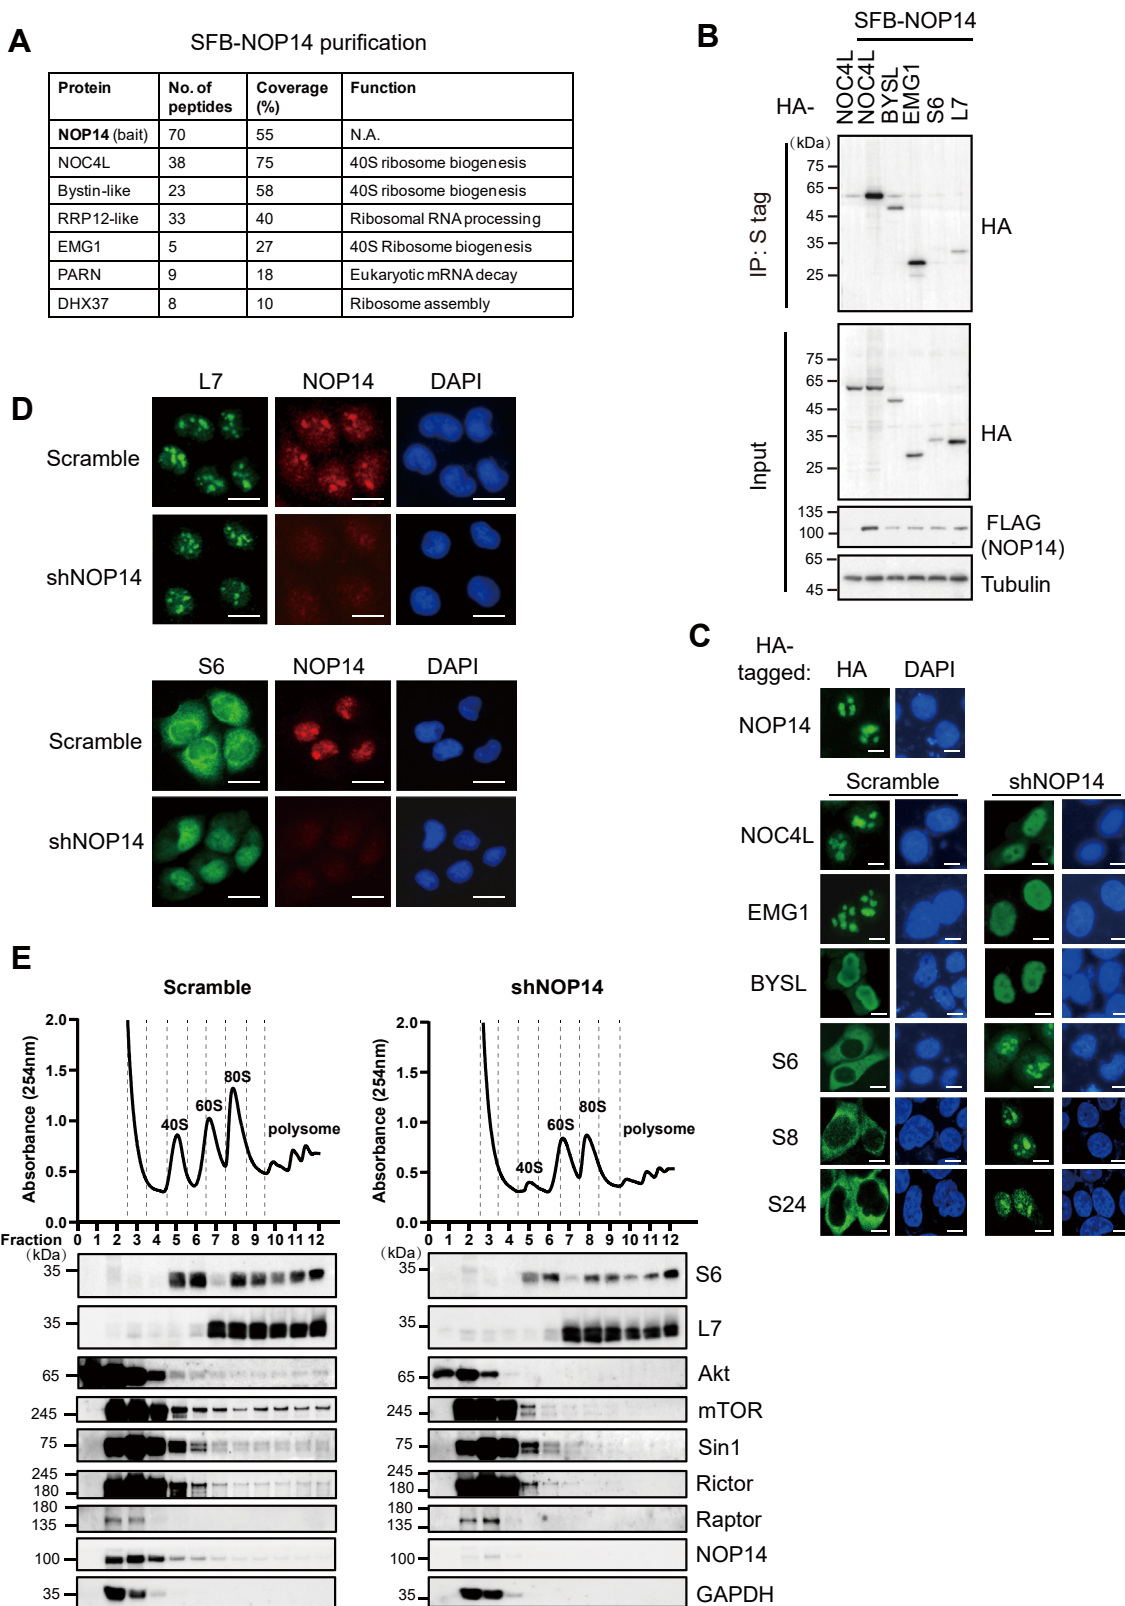 A
SFB-NOP14 purification
Protein No. of peptides Coverage (%) Function
NOP14 (bait) 70 55 N.A.
NOC4L 38 75 40S ribosome biogenesis
Bystin-like 23 58 40S ribosome biogenesis
RRP12-like 33 40 Ribosomal RNA processing
EMG1 5 27 40S Ribosome biogenesis
PARN 9 18 Eukaryotic mRNA decay
DHX37 8 10 Ribosome assembly
B
SFB-NOP14
HA- NOC4L NOC4L BYSL EMG1 S6 L7
(kDa)
75
65
45
35
25
IP: S tag
HA
75
65
45
35
25
Input
HA
135
100
FLAG
(NOP14)
65
45
Tubulin
C
HA-
tagged: HA DAPI
NOP14
Scramble shNOP14
NOC4L
EMG1
BYSL
S6
S8
S24
D
L7 NOP14 DAPI
Scramble
shNOP14
S6 NOP14 DAPI
Scramble
shNOP14
E
Scramble
Absorbance (254nm)
2.0
1.5
1.0
0.5
0.0
40S 60S 80S polysome
Fraction 0 1 2 3 4 5 6 7 8 9 10 11 12
(kDa)
35
35
65
245
75
245
180
180
135
100
35
shNOP14
Absorbance (254nm)
2.0
1.5
1.0
0.5
0.0
40S 60S 80S polysome
0 1 2 3 4 5 6 7 8 9 10 11 12
(kDa)
35 S6
35 L7
65 Akt
245 mTOR
75 Sin1
245
180 Rictor
180
135 Raptor
100 NOP14
35 GAPDH